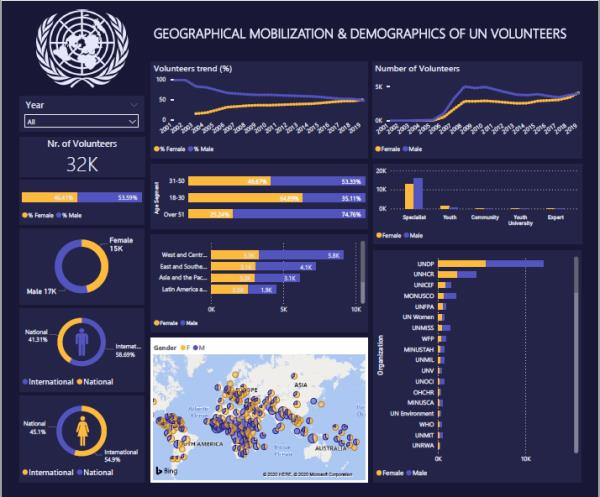 GEOGRAPHICAL MOBILIZATION & DEMOGRAPHICS OF UN VOLUNTEERS
Year
All
Nr. of Volunteers
32K
46.41% 53.59%
% Female % Male
Female
15K
Male 17K
National
41.31%
Internat...
58.69%
International National
National
45.1%
International
54.9%
International National
Volunteers trend (%)
100
50
0
2001 2002 2003 2004 2005 2006 2007 2008 2009 2010 2011 2012 2013 2014 2015 2016 2017 2018 2019
% Female % Male
Age Segment
31-50 46.67% 53.33%
18-30 64.89% 35.11%
Over 51 25.24% 74.76%
West and Centr... 5.8K
East and Southe... 4.1K
Asia and the Pac... 3.1K
Latin America a... 1.9K
0K 5K 10K
Female Male
Gender F M
EUROPE
ASIA
Atlantic
Ocean
SOUTH AMERICA
Indian
Ocean
AUSTRALIA
Bing
© 2020 HERE, © 2020 Microsoft Corporation
Number of Volunteers
5K
0K
2001 2002 2003 2004 2005 2006 2007 2008 2009 2010 2011 2012 2013 2014 2015 2016 2017 2018 2019
% Female % Male
20K
10K
0K
Specialist Youth Community Youth University Expert
Female Male
Organization
UNDP
UNHCR
UNICEF
MONUSCO
UNFPA
UN Women
UNMISS
WFP
MINUSTAH
UNMIL
UNV
UNOCI
OHCHR
MINUSCA
UN Environment
WHO
UNMIT
UNRWA
0K 10K
Female Male